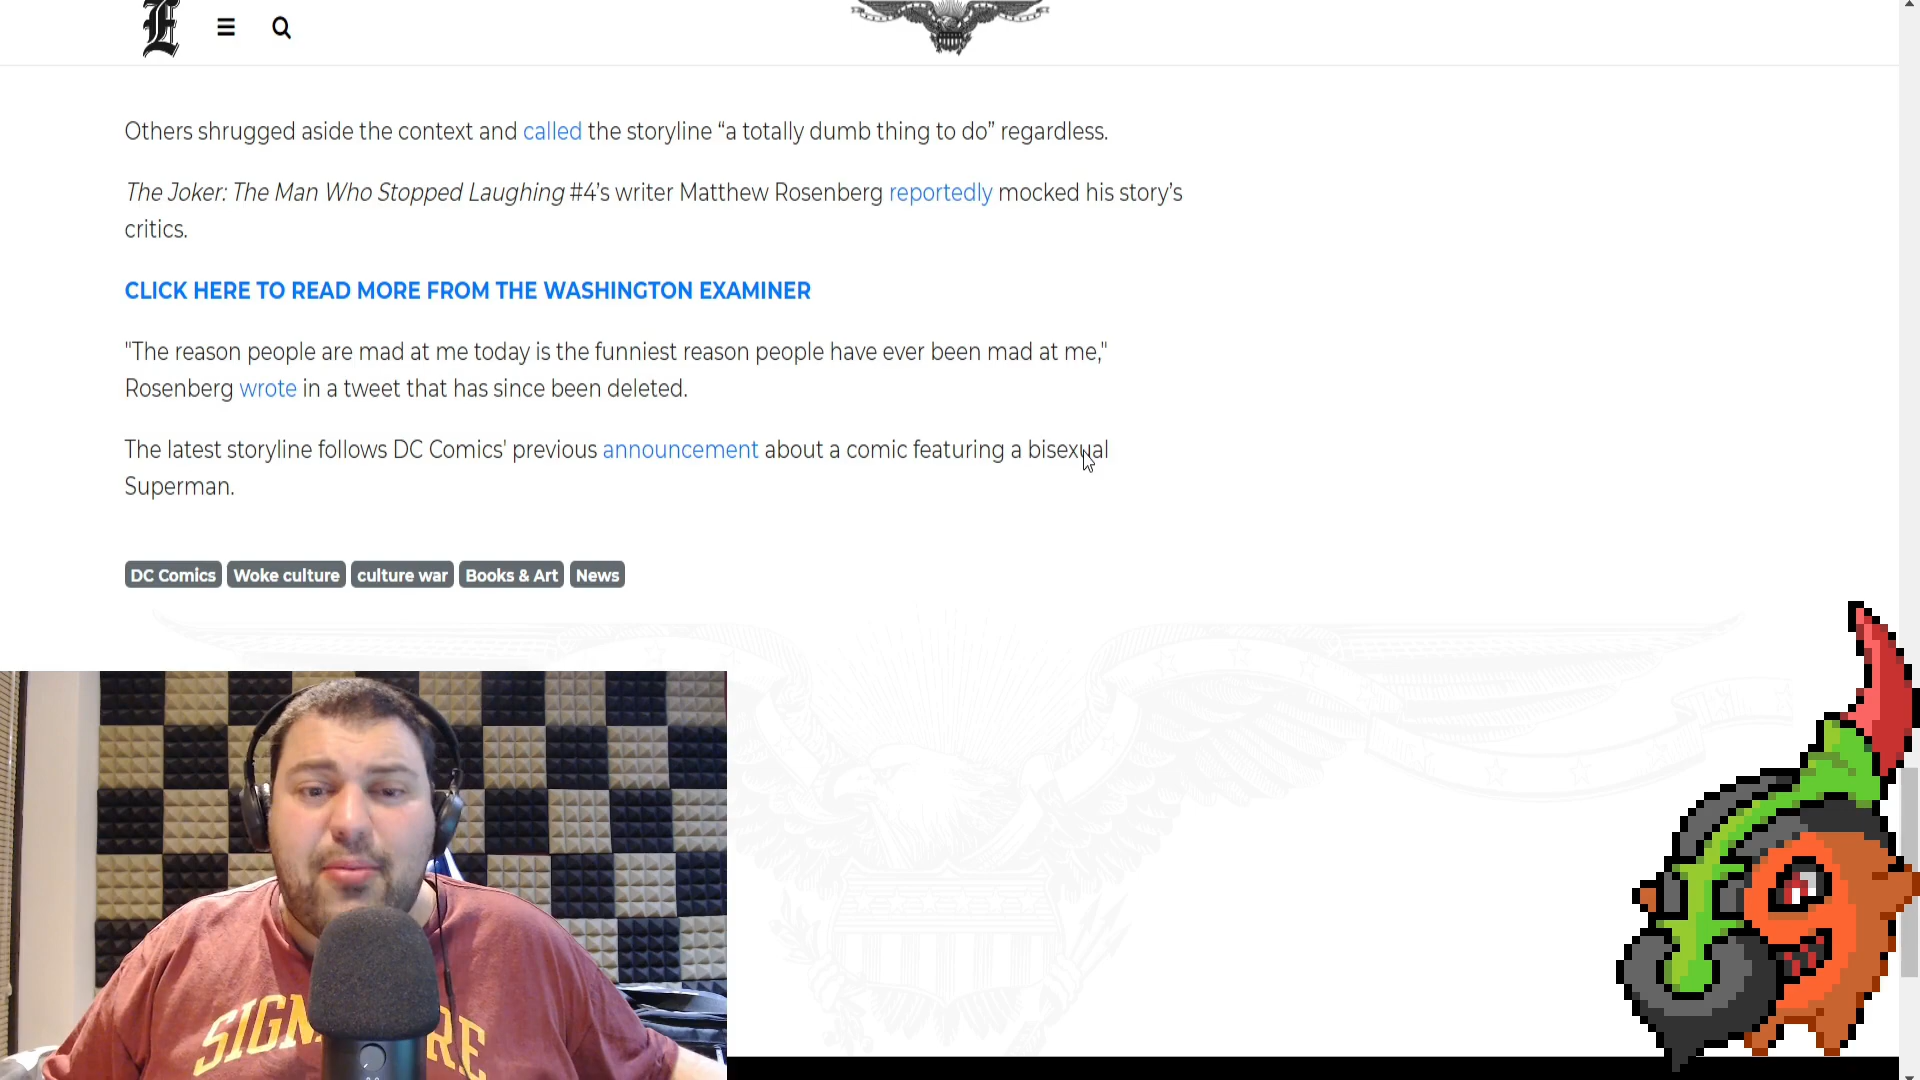 E
Others shrugged aside the context and called the storyline “a totally dumb thing to do” regardless.
The Joker: The Man Who Stopped Laughing #4’s writer Matthew Rosenberg reportedly mocked his story’s
critics.
CLICK HERE TO READ MORE FROM THE WASHINGTON EXAMINER
"The reason people are mad at me today is the funniest reason people have ever been mad at me,"
Rosenberg wrote in a tweet that has since been deleted.
The latest storyline follows DC Comics' previous announcement about a comic featuring a bisexual
Superman.
DC Comics Woke culture culture war Books & Art News